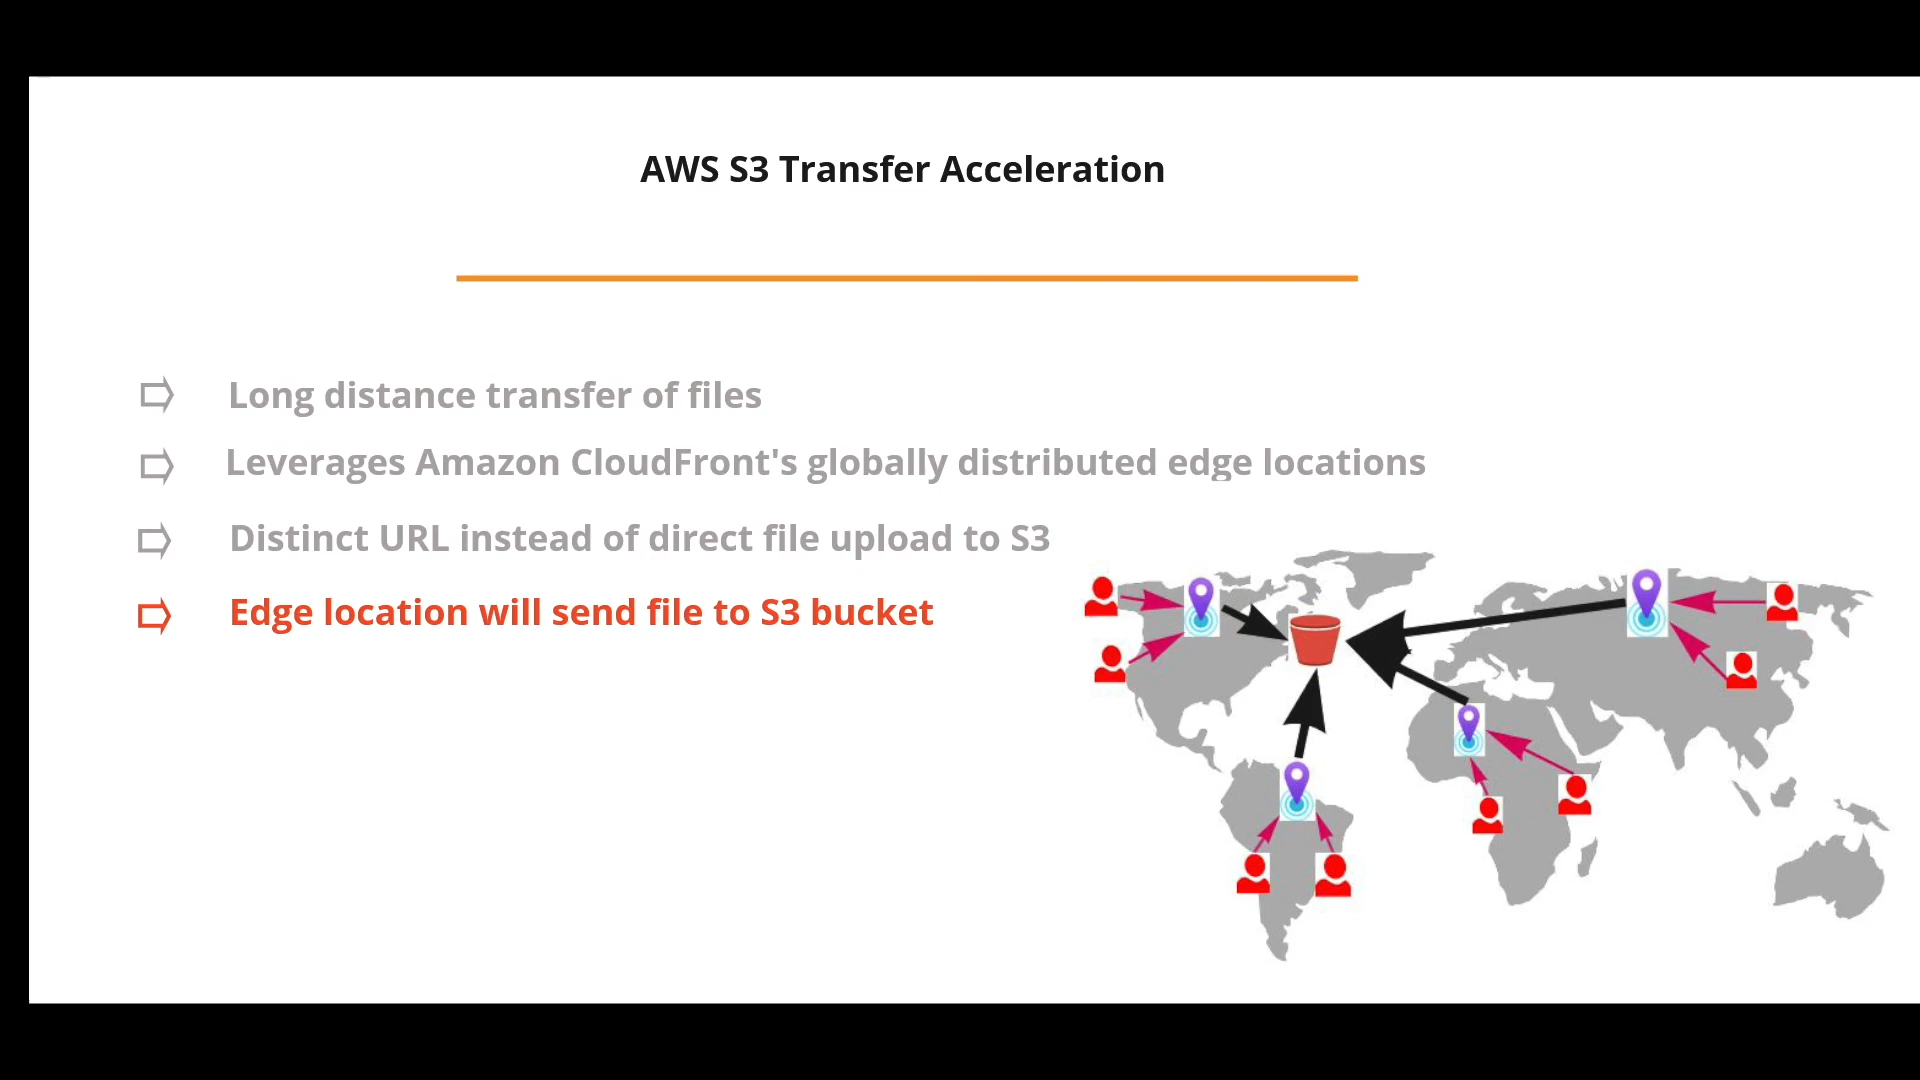 AWS S3 Transfer Acceleration
Long distance transfer of files
Leverages Amazon CloudFront's globally distributed edge locations
Distinct URL instead of direct file upload to S3
Edge location will send file to S3 bucket